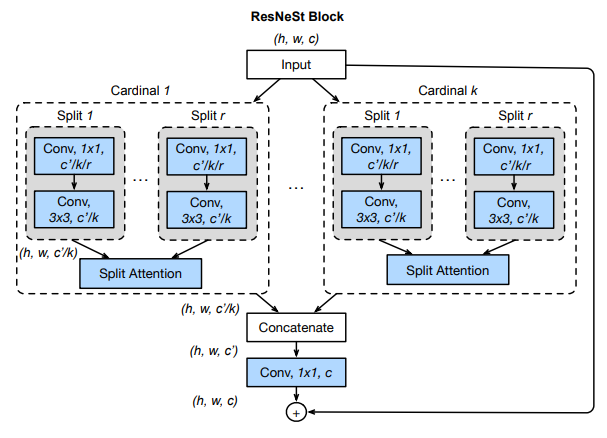 ResNeSt Block
(h, w, c)
Input
Cardinal 1
Cardinal k
Split 1
Split r
Split 1
Split r
Conv, 1x1,
c'/k/r
Conv, 1x1,
c'/k/r
Conv, 1x1,
c'/k/r
Conv, 1x1,
c'/k/r
...
...
...
Conv,
3x3, c'/k
Conv,
3x3, c'/k
Conv,
3x3, c'/k
Conv,
3x3, c'/k
(h, w, c'/k)
Split Attention
Split Attention
(h, w, c'/k)
Concatenate
(h, w, c')
Conv, 1x1, c
(h, w, c)
+